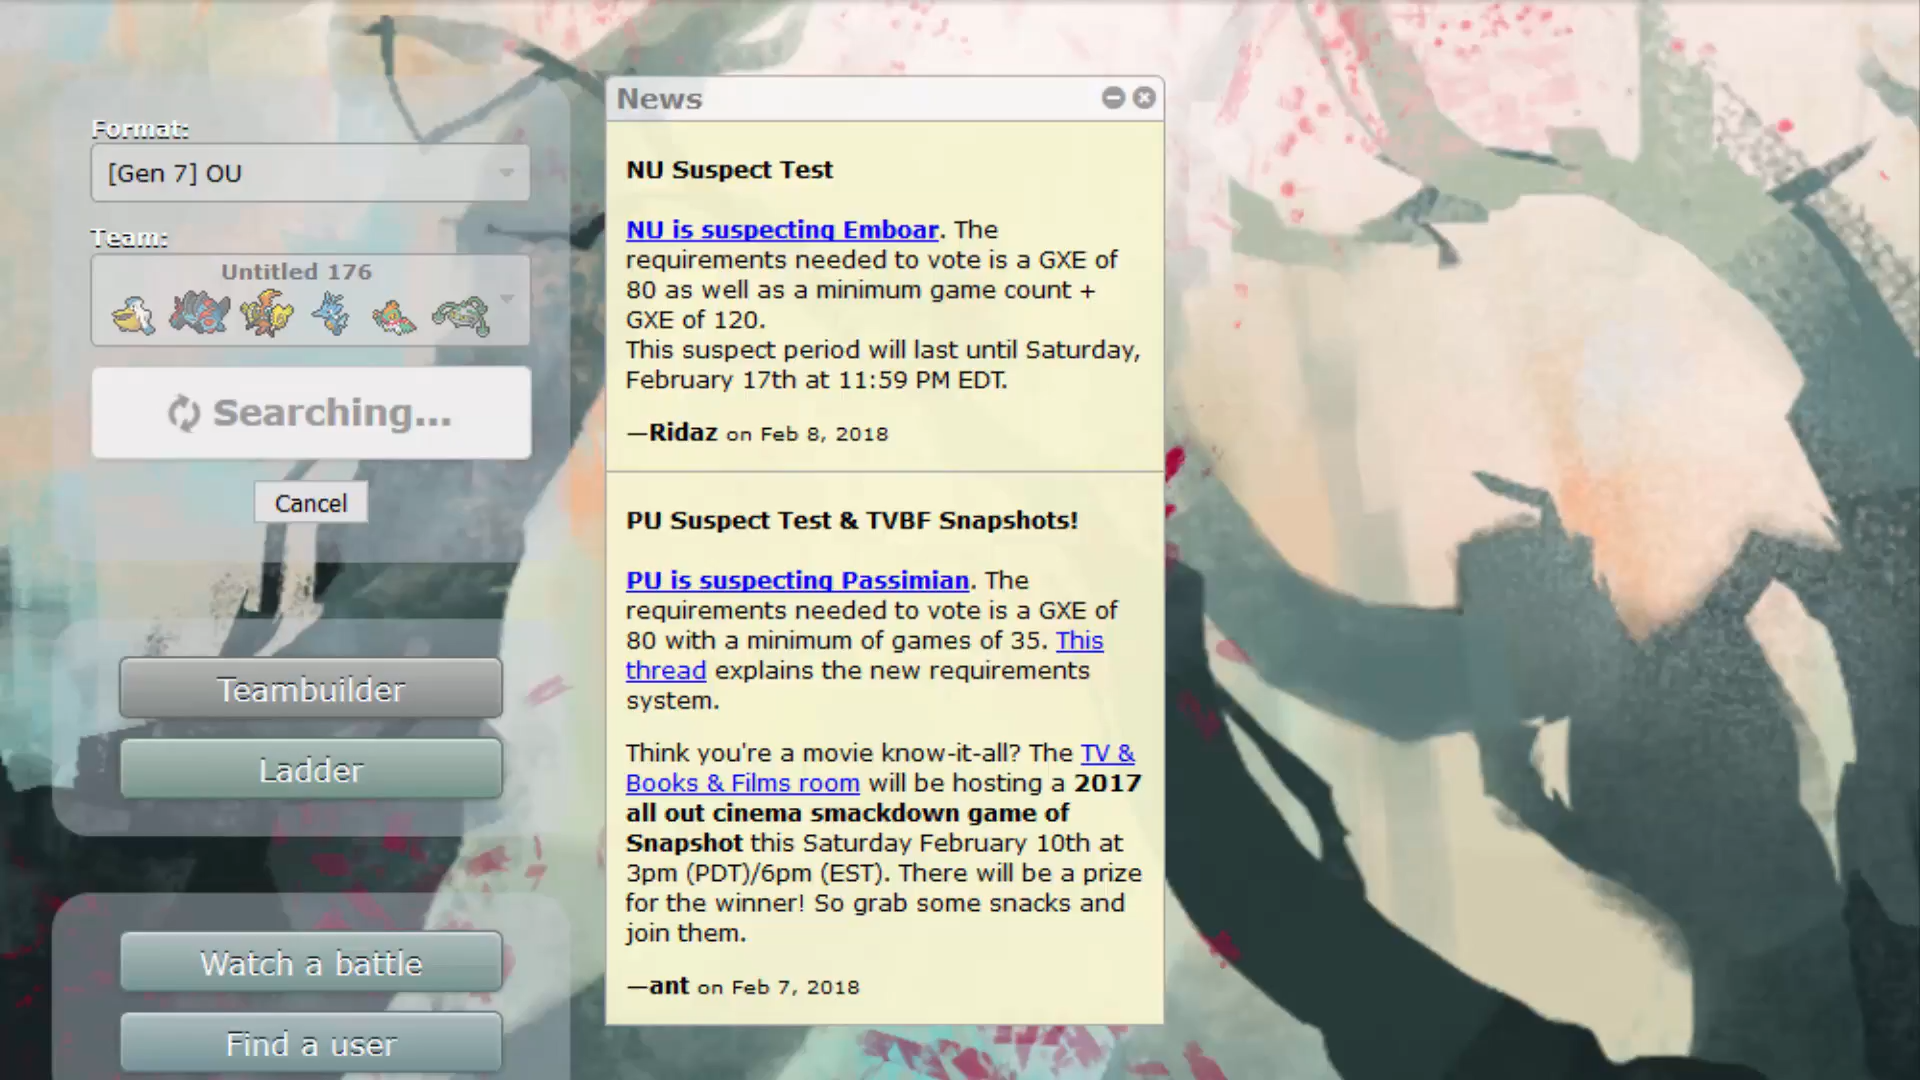 Format:
[Gen 7] OU
Team:
Untitled 176
Searching...
Cancel
Teambuilder
Ladder
Watch a battle
Find a user
News
NU Suspect Test
NU is suspecting Emboar. The
requirements needed to vote is a GXE of
80 as well as a minimum game count +
GXE of 120.
This suspect period will last until Saturday,
February 17th at 11:59 PM EDT.
—Ridaz on Feb 8, 2018
PU Suspect Test & TVBF Snapshots!
PU is suspecting Passimian. The
requirements needed to vote is a GXE of
80 with a minimum of games of 35. This
thread explains the new requirements
system.
Think you're a movie know-it-all? The TV &
Books & Films room will be hosting a 2017
all out cinema smackdown game of
Snapshot this Saturday February 10th at
3pm (PDT)/6pm (EST). There will be a prize
for the winner! So grab some snacks and
join them.
—ant on Feb 7, 2018